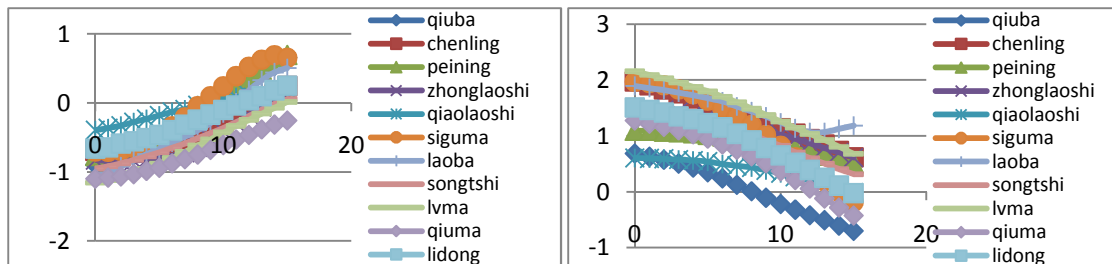 1
0
-1
-2
0
10
20
qiuba
chenling
peining
zhonglaoshi
qiaolaoshi
siguma
laoba
songtshi
lvma
qiuma
lidong
3
2
1
0
-1
0
10
20
qiuba
chenling
peining
zhonglaoshi
qiaolaoshi
siguma
laoba
songtshi
lvma
qiuma
lidong